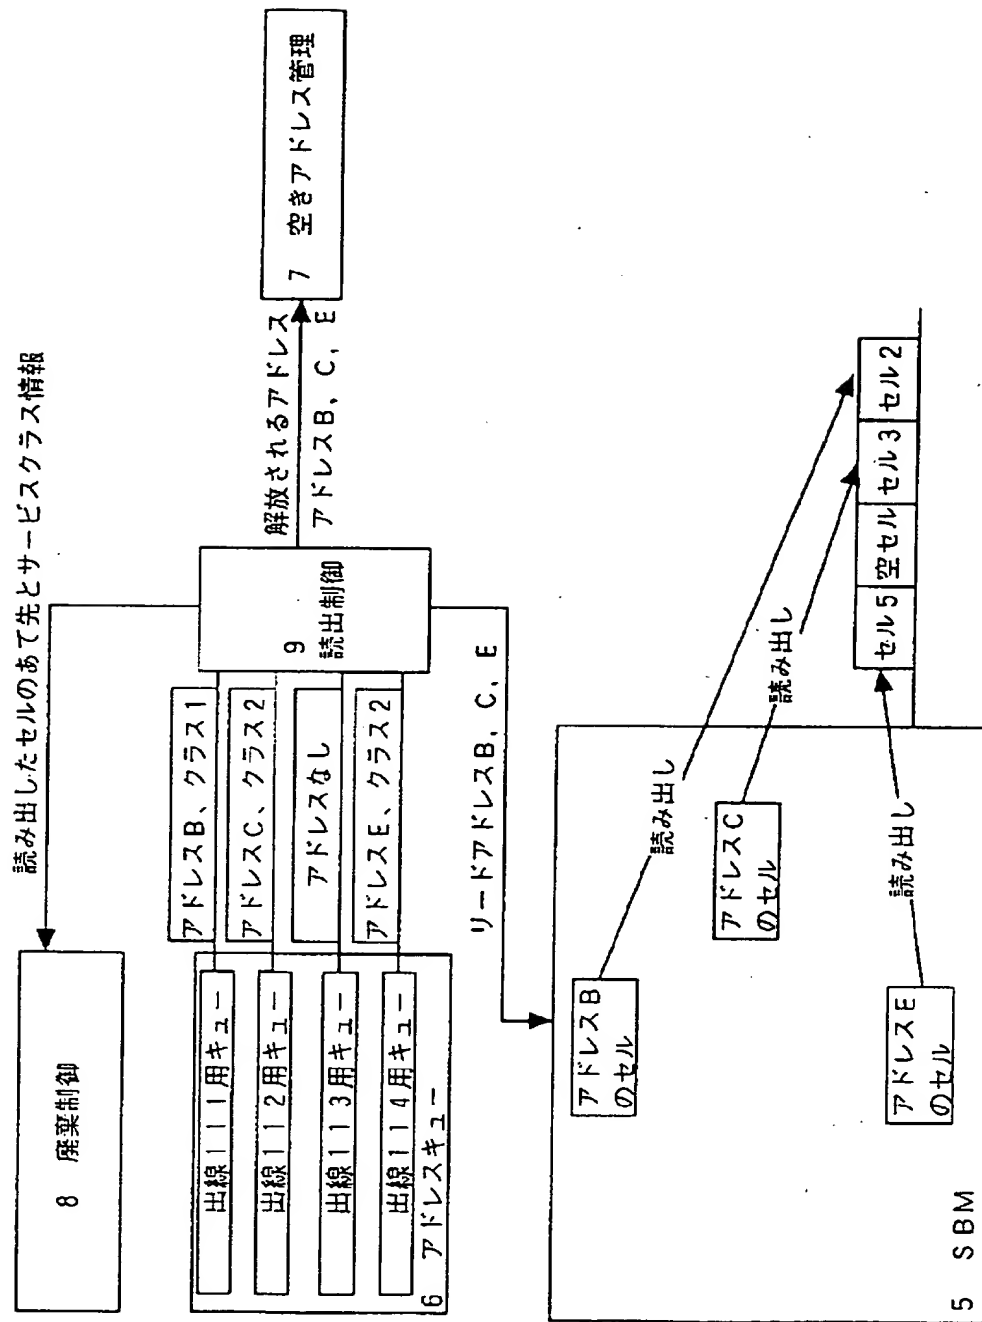 読み出したセルのあて先とサービスクラス情報
8 廃棄制御
6 アドレスキュー
出線111用キュー
出線112用キュー
出線113用キュー
出線114用キュー
アドレスB、クラス1
アドレスC、クラス2
アドレスなし
アドレスE、クラス2
9
読出制御
解放されるアドレス
アドレスB、C、E
7 空きアドレス管理
リードアドレスB、C、E
5 SBM
アドレスB
のセル
アドレスC
のセル
アドレスE
のセル
読み出し
読み出し
読み出し
セル5
空セル
セル3
セル2